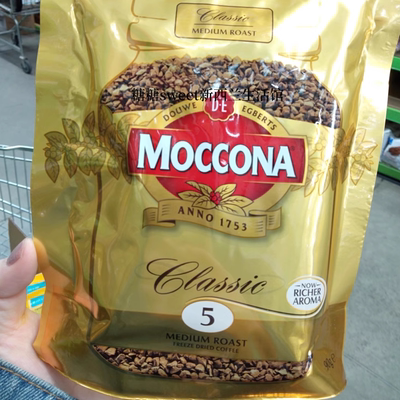 Classic
MEDIUM ROAST
糖糖sweet新西兰生活馆
D·E
DOUWE EGBERTS
MOCCONA
ANNO 1753
Classic
NOW
RICHER
AROMA
5
MEDIUM ROAST
FREEZE DRIED COFFEE